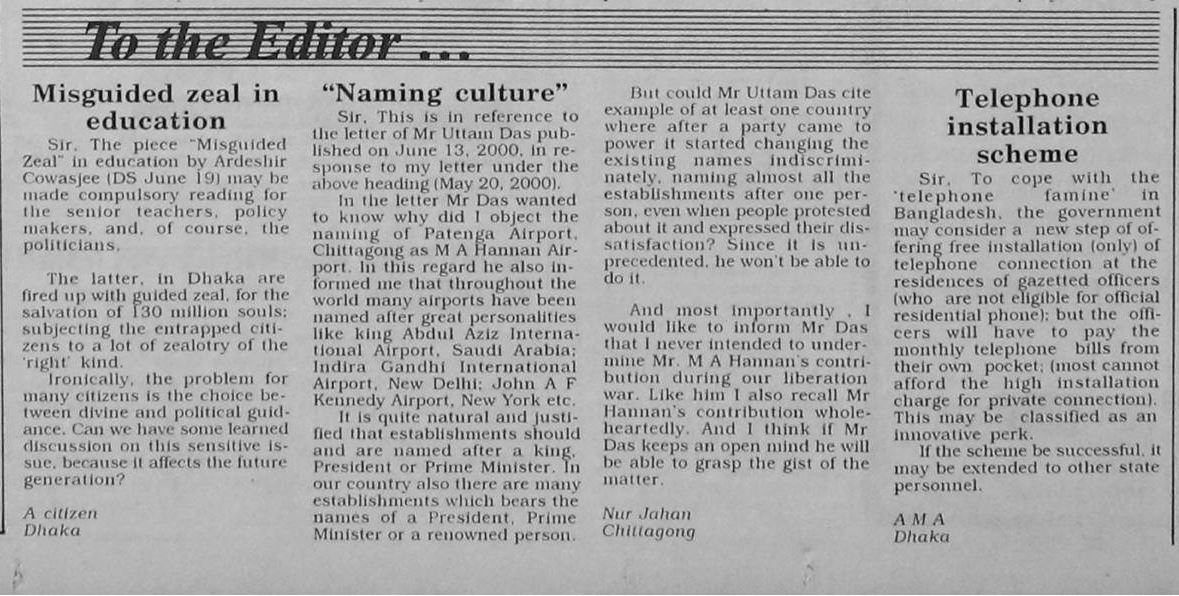 To the Editor ...
Misguided zeal in
education
Sir, The piece "Misguided
Zeal" in education by Ardeshir
Cowasjee (DS June 19) may be
made compulsory reading for
the senior teachers, policy
makers, and, of course, the
politicians.
The latter, in Dhaka are
fired up with guided zeal, for the
salvation of 130 million souls;
subjecting the entrapped citi-
zens to a lot of zealotry of the
'right' kind.
Ironically, the problem for
many citizens is the choice be-
tween divine and political guid-
ance. Can we have some learned
discussion on this sensitive is-
sue, because it affects the future
generation?
A citizen
Dhaka
"Naming culture"
Sir, This is in reference to
the letter of Mr Uttam Das pub-
lished on June 13, 2000, in re-
sponse to my letter under the
above heading (May 20, 2000).
In the letter Mr Das wanted
to know why did I object the
naming of Patenga Airport,
Chittagong as M A Hannan Air-
port. In this regard he also in-
formed me that throughout the
world many airports have been
named after great personalities
like king Abdul Aziz Interna-
tional Airport, Saudi Arabia;
Indira Gandhi International
Airport, New Delhi; John A F
Kennedy Airport, New York etc.
It is quite natural and justi-
fied that establishments should
and are named after a king,
President or Prime Minister. In
our country also there are many
establishments which bears the
names of a President, Prime
Minister or a renowned person.
But could Mr Uttam Das cite
example of at least one country
where after a party came to
power it started changing the
existing names indiscrimi-
nately, naming almost all the
establishments after one per-
son, even when people protested
about it and expressed their dis-
satisfaction? Since it is un-
precedented, he won't be able to
do it.
And most importantly , I
would like to inform Mr Das
that I never intended to under-
mine Mr. M A Hannan's contri-
bution during our liberation
war. Like him I also recall Mr
Hannan's contribution whole-
heartedly. And I think if Mr
Das keeps an open mind he will
be able to grasp the gist of the
matter.
Nur Jahan
Chittagong
Telephone
installation
scheme
Sir, To cope with the
'telephone famine' in
Bangladesh, the government
may consider a new step of of-
fering free installation (only) of
telephone connection at the
residences of gazetted officers
(who are not eligible for official
residential phone); but the offi-
cers will have to pay the
monthly telephone bills from
their own pocket; (most cannot
afford the high installation
charge for private connection).
This may be classified as an
innovative perk.
If the scheme be successful, it
may be extended to other state
personnel.
A M A
Dhaka